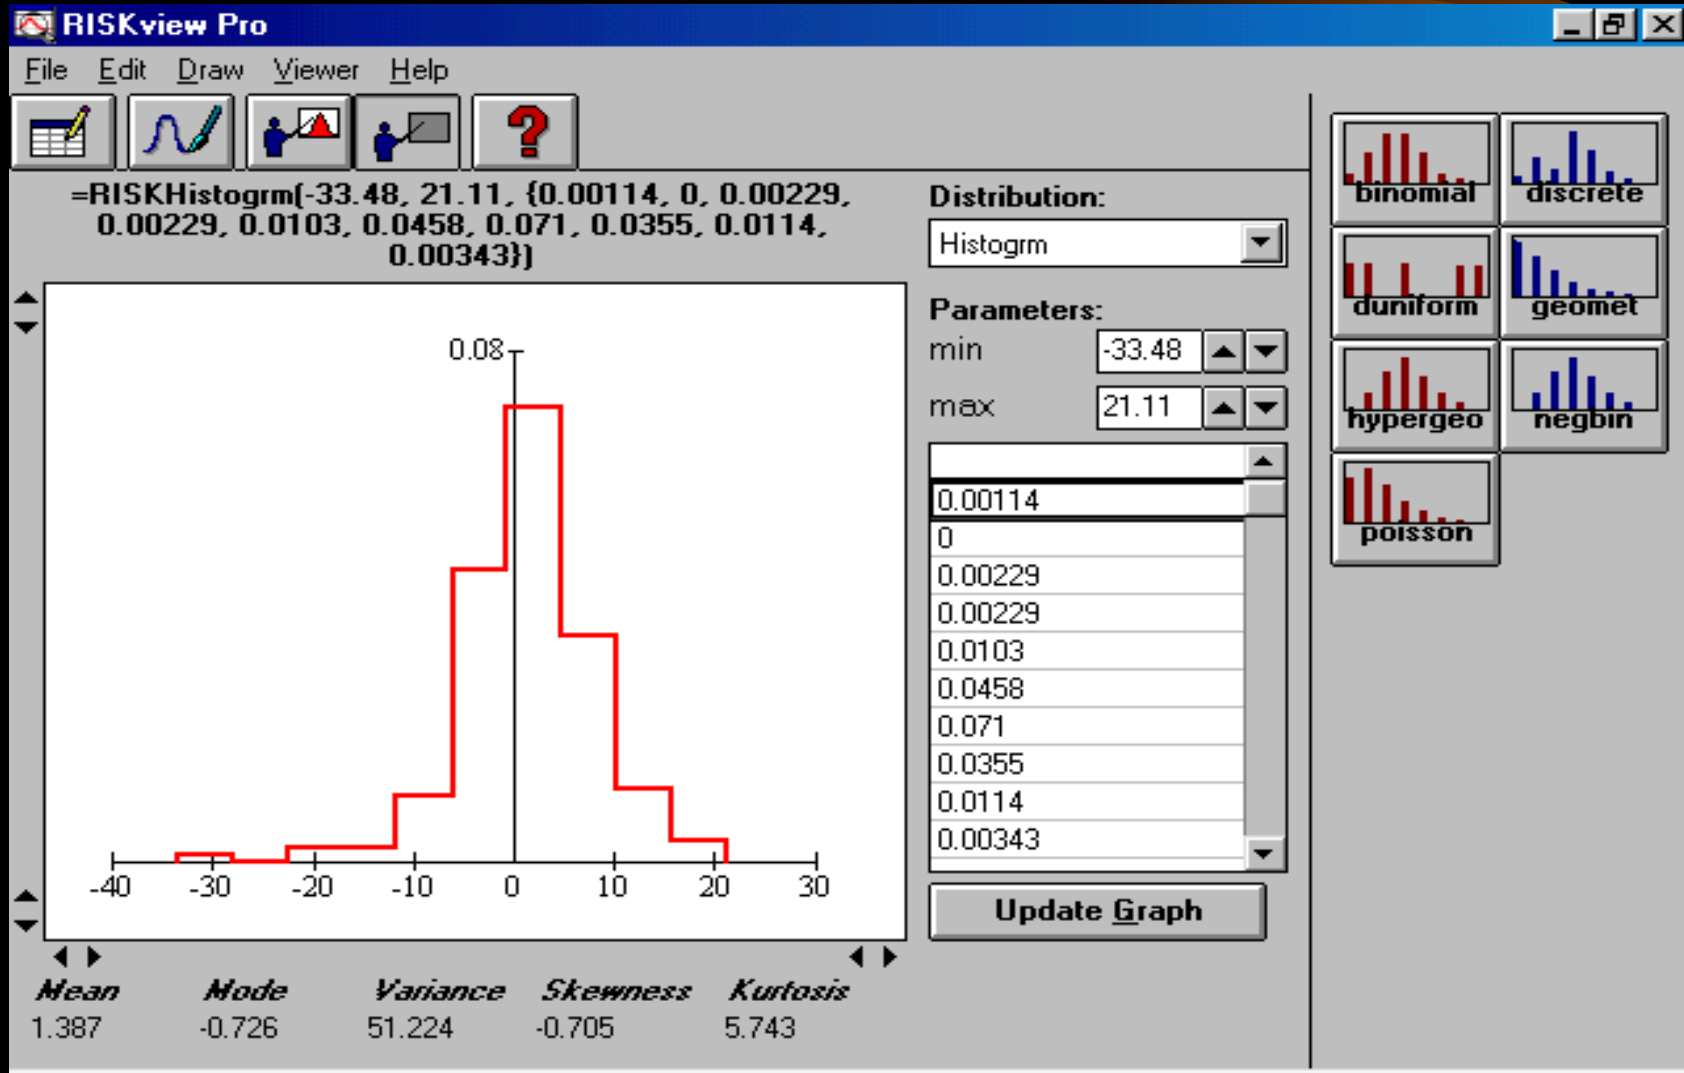 RISKview Pro
File Edit Draw Viewer Help
=RISKHistogrm(-33.48, 21.11, {0.00114, 0, 0.00229,
0.00229, 0.0103, 0.0458, 0.071, 0.0355, 0.0114,
0.00343})
0.08
-40 -30 -20 -10 0 10 20 30
Mean Mode Variance Skewness Kurtosis
1.387 -0.726 51.224 -0.705 5.743
Distribution:
Histogrm
Parameters:
min -33.48
max 21.11
0.00114
0
0.00229
0.00229
0.0103
0.0458
0.071
0.0355
0.0114
0.00343
Update Graph
binomial discrete
duniform geomet
hypergeo negbin
poisson